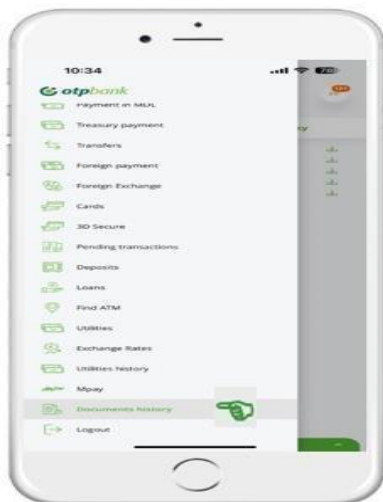 10:34
otpbank
Payment in MDL
Treasury payment
Transfers
Foreign payment
Foreign Exchange
Cards
3D Secure
Pending transactions
Deposits
Loans
Find ATM
Utilities
Exchange Rates
Utilities history
Mpay
Documents history
Logout